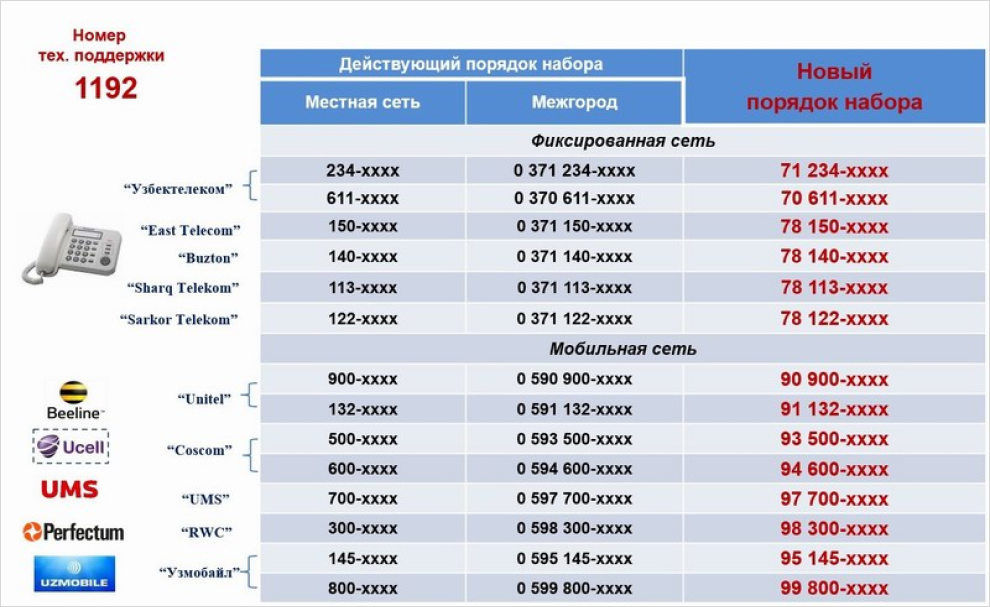 Номер
тех. поддержки
1192
Действующий порядок набора
Новый
порядок набора
Местная сеть Межгород
Фиксированная сеть
“Узбектелеком”
234-xxxx 0 371 234-xxxx 71 234-xxxx
611-xxxx 0 370 611-xxxx 70 611-xxxx
“East Telecom” 150-xxxx 0 371 150-xxxx 78 150-xxxx
“Buzton” 140-xxxx 0 371 140-xxxx 78 140-xxxx
“Sharq Telekom” 113-xxxx 0 371 113-xxxx 78 113-xxxx
“Sarkor Telekom” 122-xxxx 0 371 122-xxxx 78 122-xxxx
Мобильная сеть
Beeline™
“Unitel”
900-xxxx 0 590 900-xxxx 90 900-xxxx
132-xxxx 0 591 132-xxxx 91 132-xxxx
Ucell
“Coscom”
500-xxxx 0 593 500-xxxx 93 500-xxxx
600-xxxx 0 594 600-xxxx 94 600-xxxx
UMS “UMS” 700-xxxx 0 597 700-xxxx 97 700-xxxx
Perfectum “RWC” 300-xxxx 0 598 300-xxxx 98 300-xxxx
UZMOBILE
“Узмобайл”
145-xxxx 0 595 145-xxxx 95 145-xxxx
800-xxxx 0 599 800-xxxx 99 800-xxxx